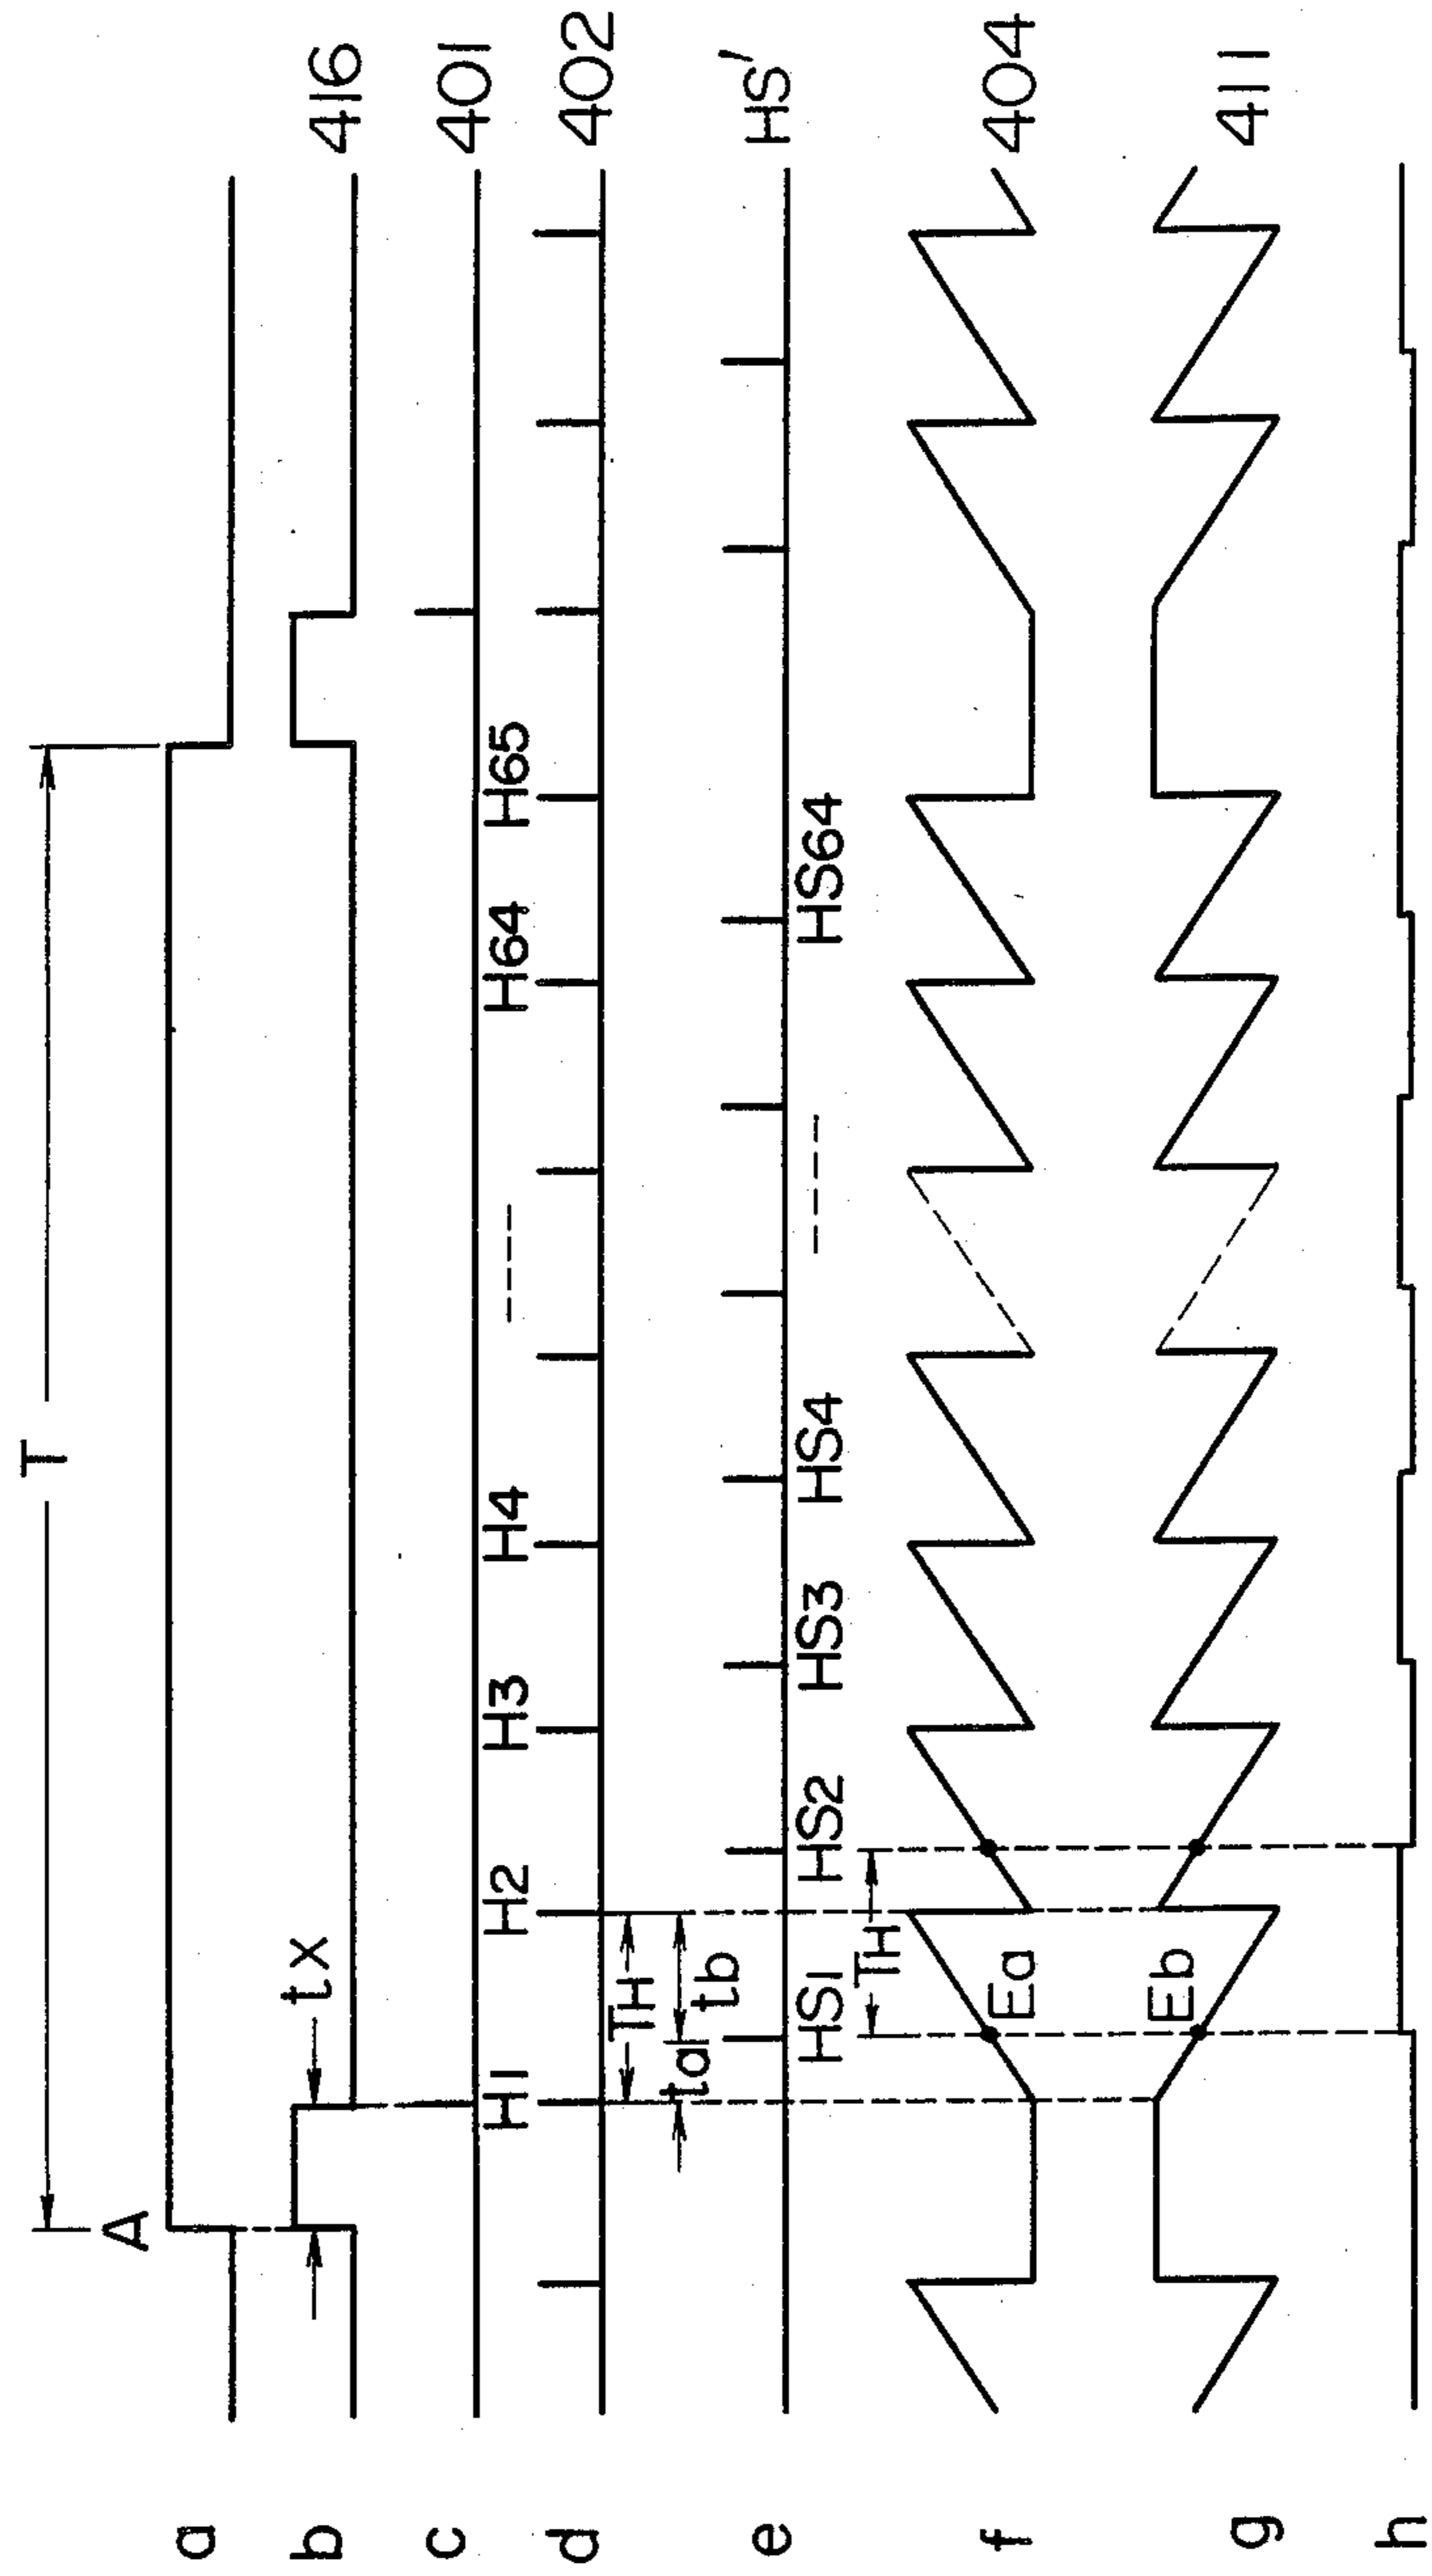 T
A
a
b tx 416
c 401
H1 H2 H3 H4 ---- H64 H65
d 402
TH
ta tb
e HS'
HS1 HS2 HS3 HS4 ---- HS64
TH
f Ea 404
g Eb 411
h